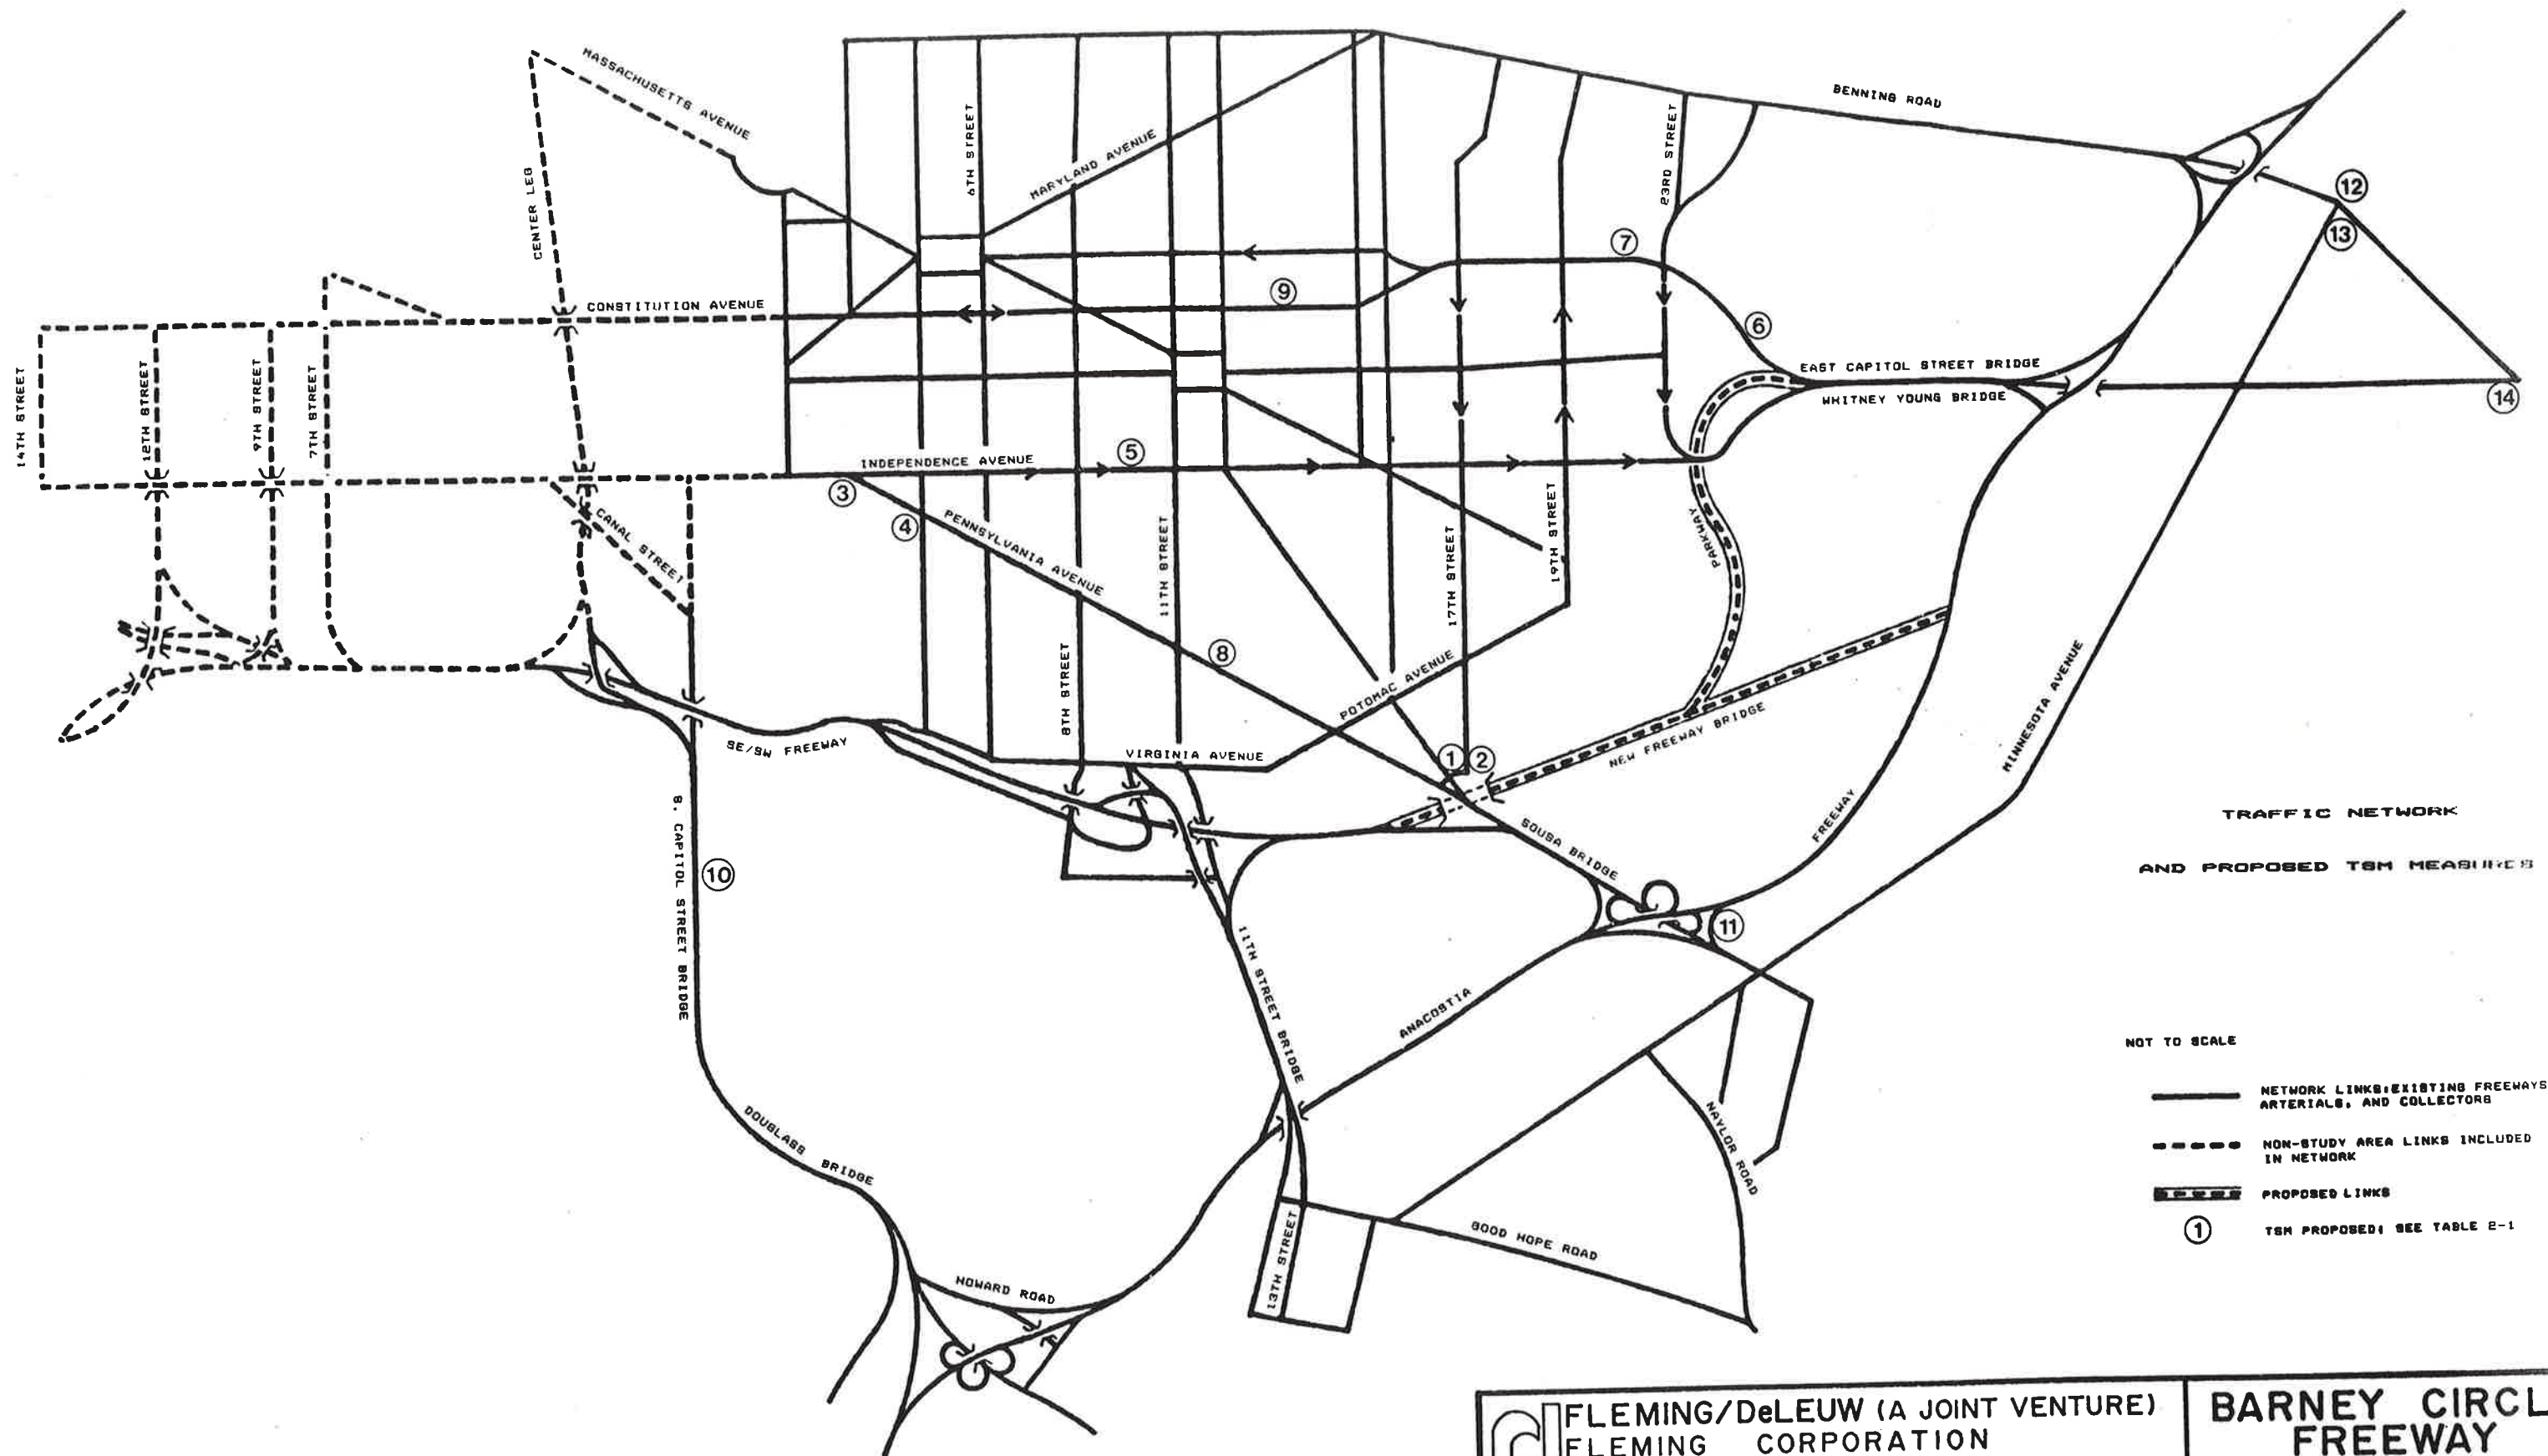 MASSACHUSETTS AVENUE
CENTER LEG
6TH STREET
MARYLAND AVENUE
23RD STREET
BENNING ROAD
12
13
7
6
9
CONSTITUTION AVENUE
EAST CAPITOL STREET BRIDGE
WHITNEY YOUNG BRIDGE
14
14TH STREET
12TH STREET
9TH STREET
7TH STREET
INDEPENDENCE AVENUE
5
3
4
CANAL STREET
PENNSYLVANIA AVENUE
11TH STREET
17TH STREET
19TH STREET
PARKWAY
8
8TH STREET
POTOMAC AVENUE
SE/SW FREEWAY
VIRGINIA AVENUE
1
2
NEW FREEWAY BRIDGE
MINNESOTA AVENUE
S. CAPITOL STREET BRIDGE
10
SOUSA BRIDGE
FREEWAY
11
TRAFFIC NETWORK
AND PROPOSED TSM MEASURES
11TH STREET BRIDGE
ANACOSTIA
DOUGLASS BRIDGE
NAYLOR ROAD
13TH STREET
GOOD HOPE ROAD
HOWARD ROAD
NOT TO SCALE
NETWORK LINKS:EXISTING FREEWAYS
ARTERIALS, AND COLLECTORS
NON-STUDY AREA LINKS INCLUDED
IN NETWORK
PROPOSED LINKS
1
TSM PROPOSED; SEE TABLE 2-1
FLEMING/DeLEUW (A JOINT VENTURE)
FLEMING CORPORATION
BARNEY CIRCL
FREEWAY